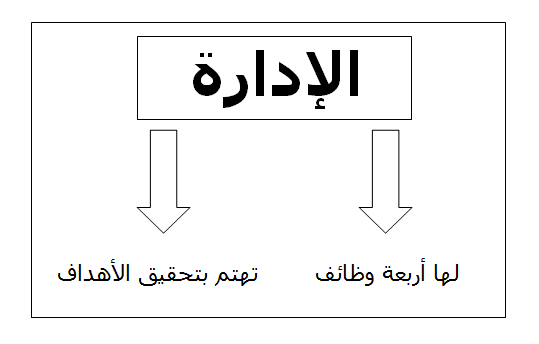 الإدارة
لها أربعة وظائف
تهتم بتحقيق الأهداف